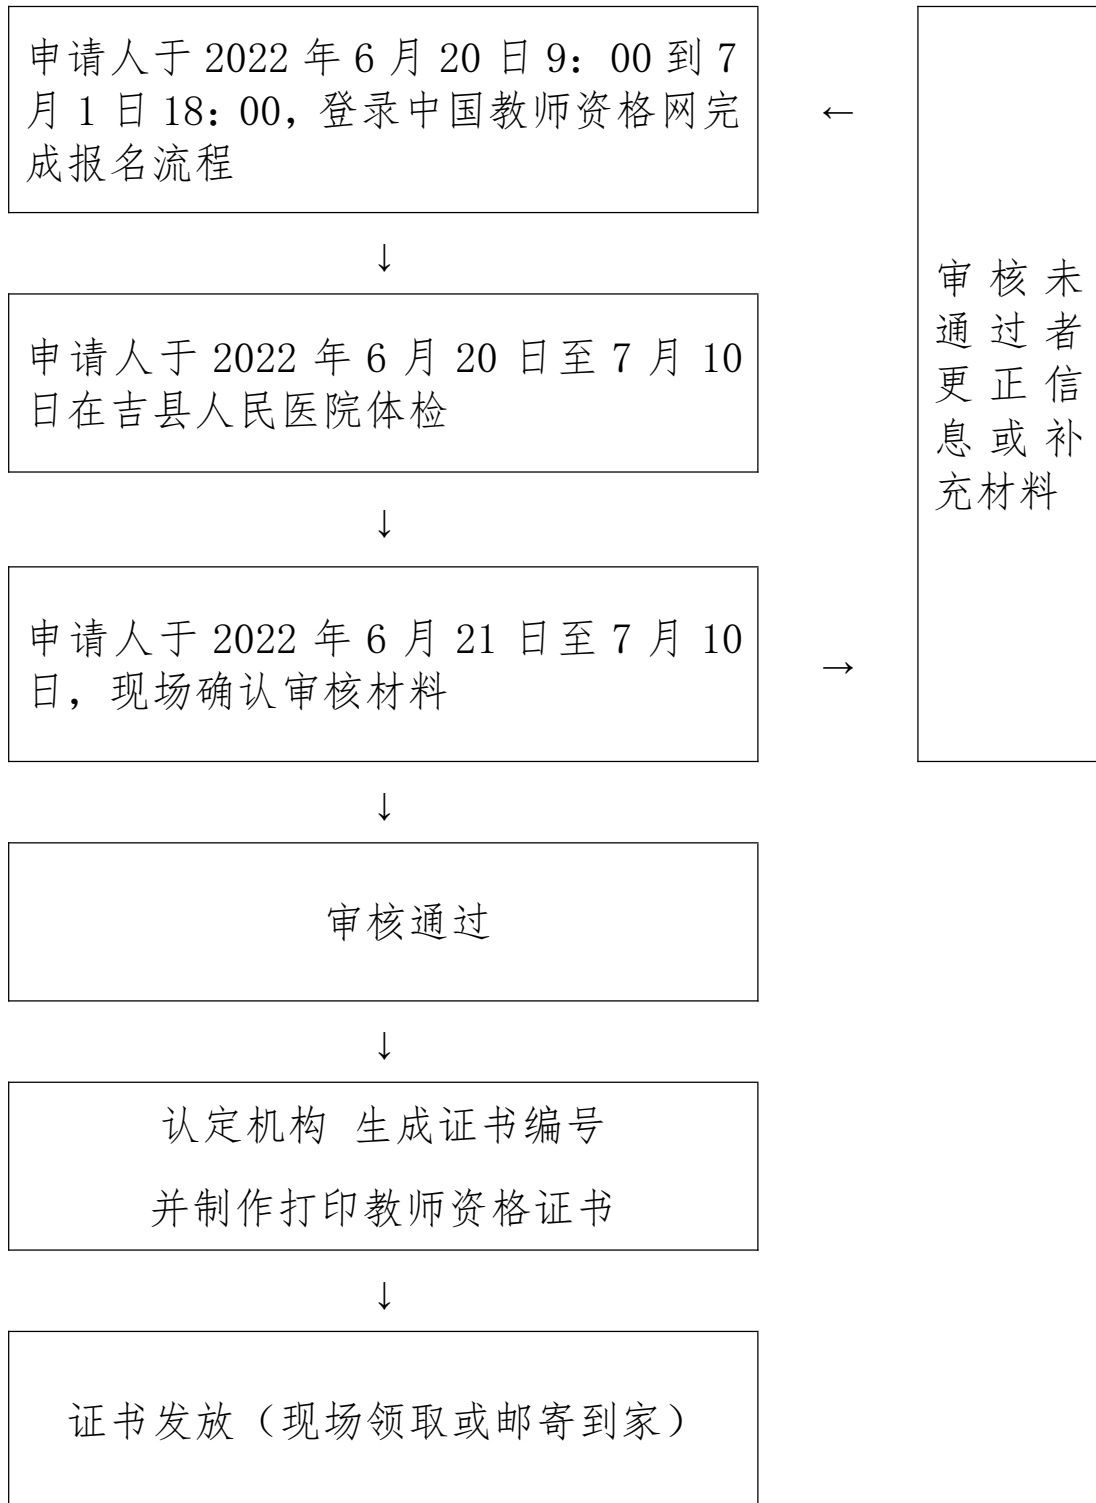 申请人于 2022 年 6 月 20 日 9：00 到 7
月 1 日 18：00，登录中国教师资格网完
成报名流程
←
↓
申请人于 2022 年 6 月 20 日至 7 月 10
日在吉县人民医院体检
↓
申请人于 2022 年 6 月 21 日至 7 月 10
日，现场确认审核材料
→
审核未
通过者
更正信
息或补
充材料
↓
审核通过
↓
认定机构 生成证书编号
并制作打印教师资格证书
↓
证书发放（现场领取或邮寄到家）